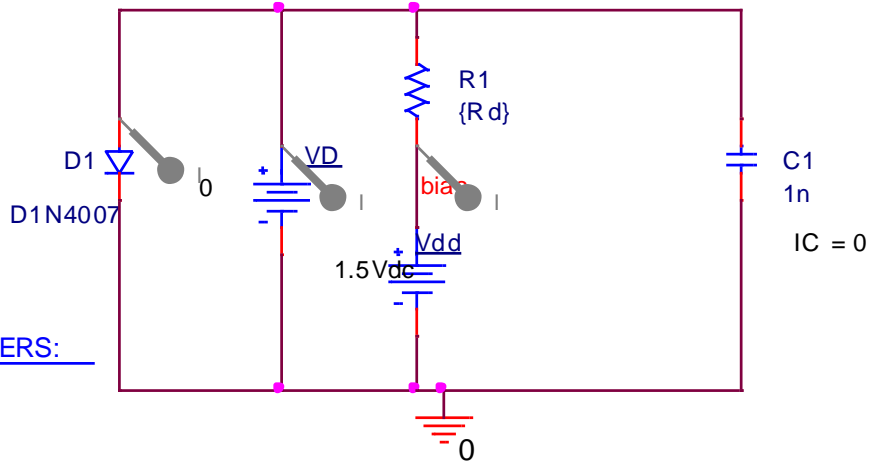 R1
{Rd}
D1
VD
C1
I
0
+
bias
I
I
1n
D1N4007
-
Vdd
IC = 0
+
1.5Vdc
-
ERS:
0